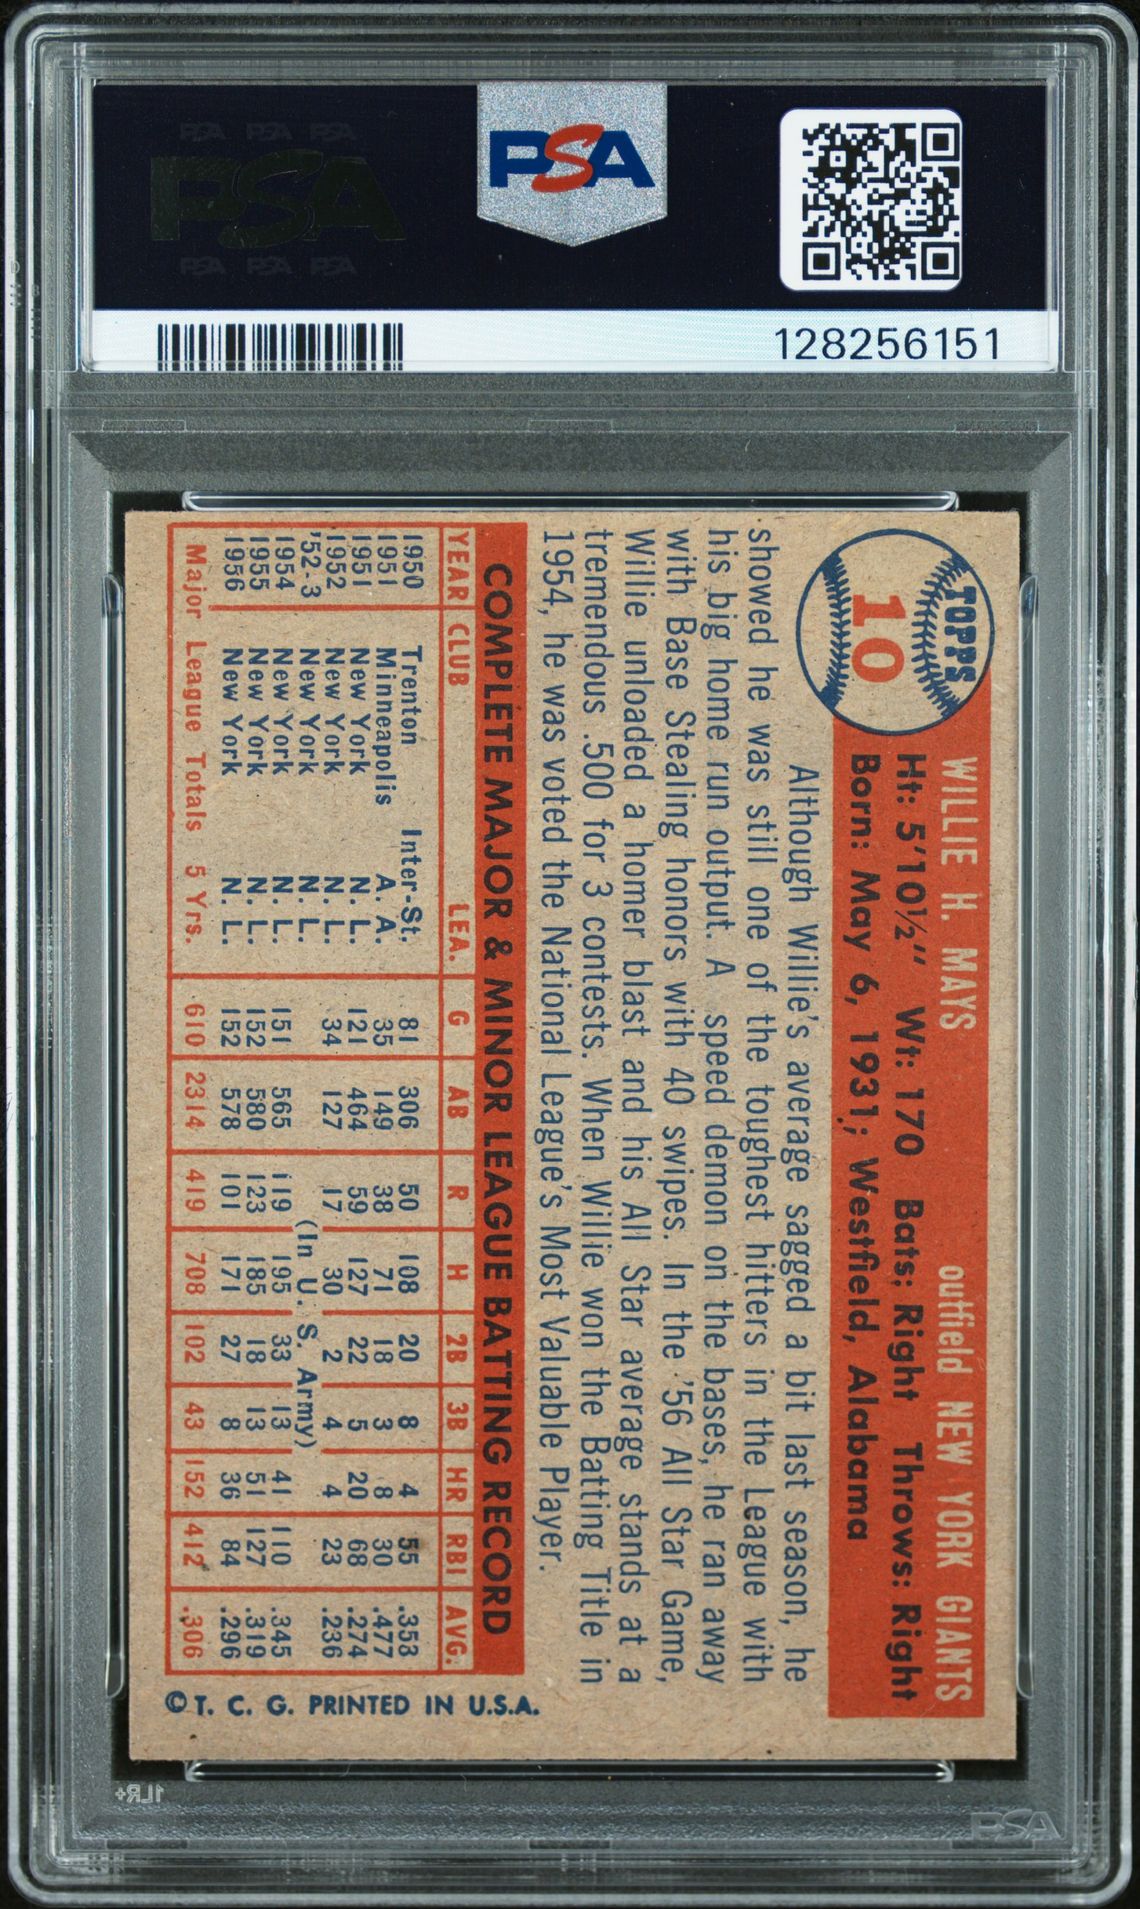 PSA PSA PSA
PSA
PSA PSA PSA
PSA
128256151
TOPPS
10
WILLIE H. MAYS outfield NEW YORK GIANTS
Ht: 5'10½" Wt: 170 Bats: Right Throws: Right
Born: May 6, 1931; Westfield, Alabama
Although Willie's average sagged a bit last season, he
showed he was still one of the toughest hitters in the League with
his big home run output. A speed demon on the bases, he ran away
with Base Stealing honors with 40 swipes. In the '56 All Star Game,
Willie unloaded a homer blast and his All Star average stands at a
tremendous .500 for 3 contests. When Willie won the Batting Title in
1954, he was voted the National League's Most Valuable Player.
COMPLETE MAJOR & MINOR LEAGUE BATTING RECORD
YEAR CLUB LEA. G AB R H 2B 3B HR RBI AVG.
1950 Trenton Inter-St. 81 306 50 108 20 8 4 55 .353
1951 Minneapolis A. A. 35 149 38 71 18 3 8 30 .477
1951 New York N. L. 121 464 59 127 22 5 20 68 .274
1952 New York N. L. 34 127 17 30 2 4 4 23 .236
'52-3 New York N. L. (In U. S. Army)
1954 New York N. L. 151 565 119 195 33 13 41 110 .345
1955 New York N. L. 152 580 123 185 18 13 51 127 .319
1956 New York N. L. 152 578 101 171 27 8 36 84 .296
Major League Totals 5 Yrs. 610 2314 419 708 102 43 152 412 .306
© T. C. G. PRINTED IN U.S.A.
1LR+
PSA